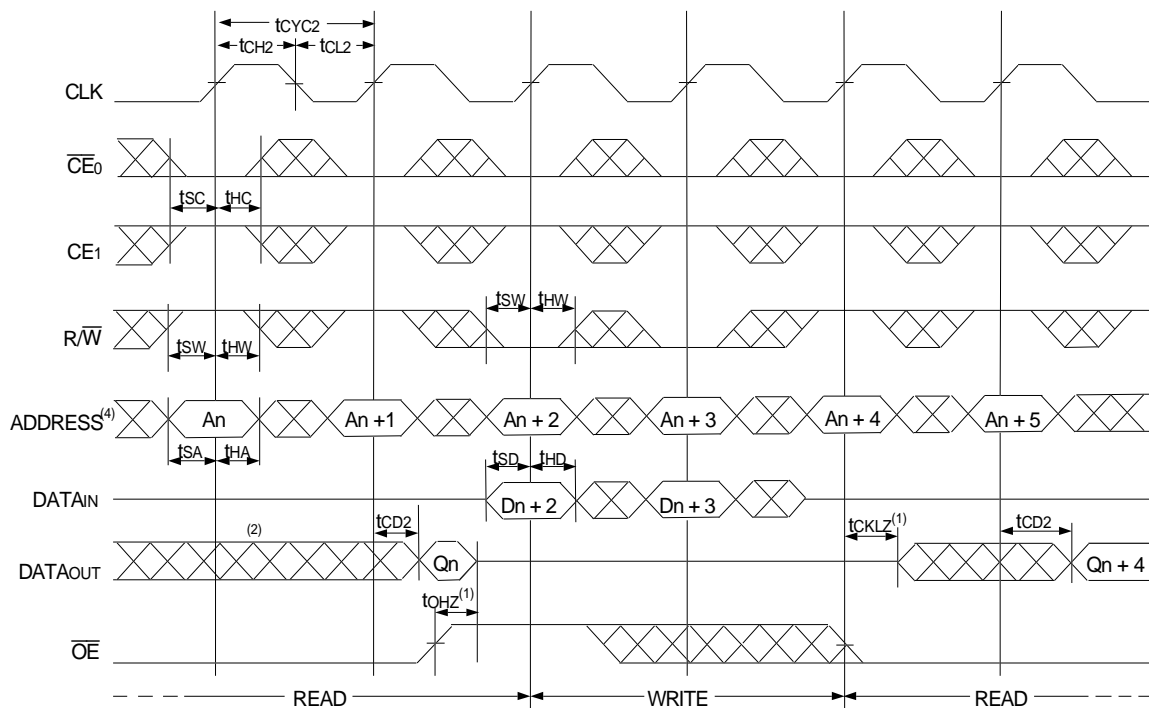 tCYC2
tCH2 tCL2
CLK
CE0
tSC tHC
CE1
tSW tHW
R/W
tSW tHW
ADDRESS(4) An An + 1 An + 2 An + 3 An + 4 An + 5
tSA tHA
tSD tHD
DATAIN Dn + 2 Dn + 3
(2) tCD2 tCKLZ(1) tCD2
DATAOUT Qn Qn + 4
tOHZ(1)
OE
READ WRITE READ